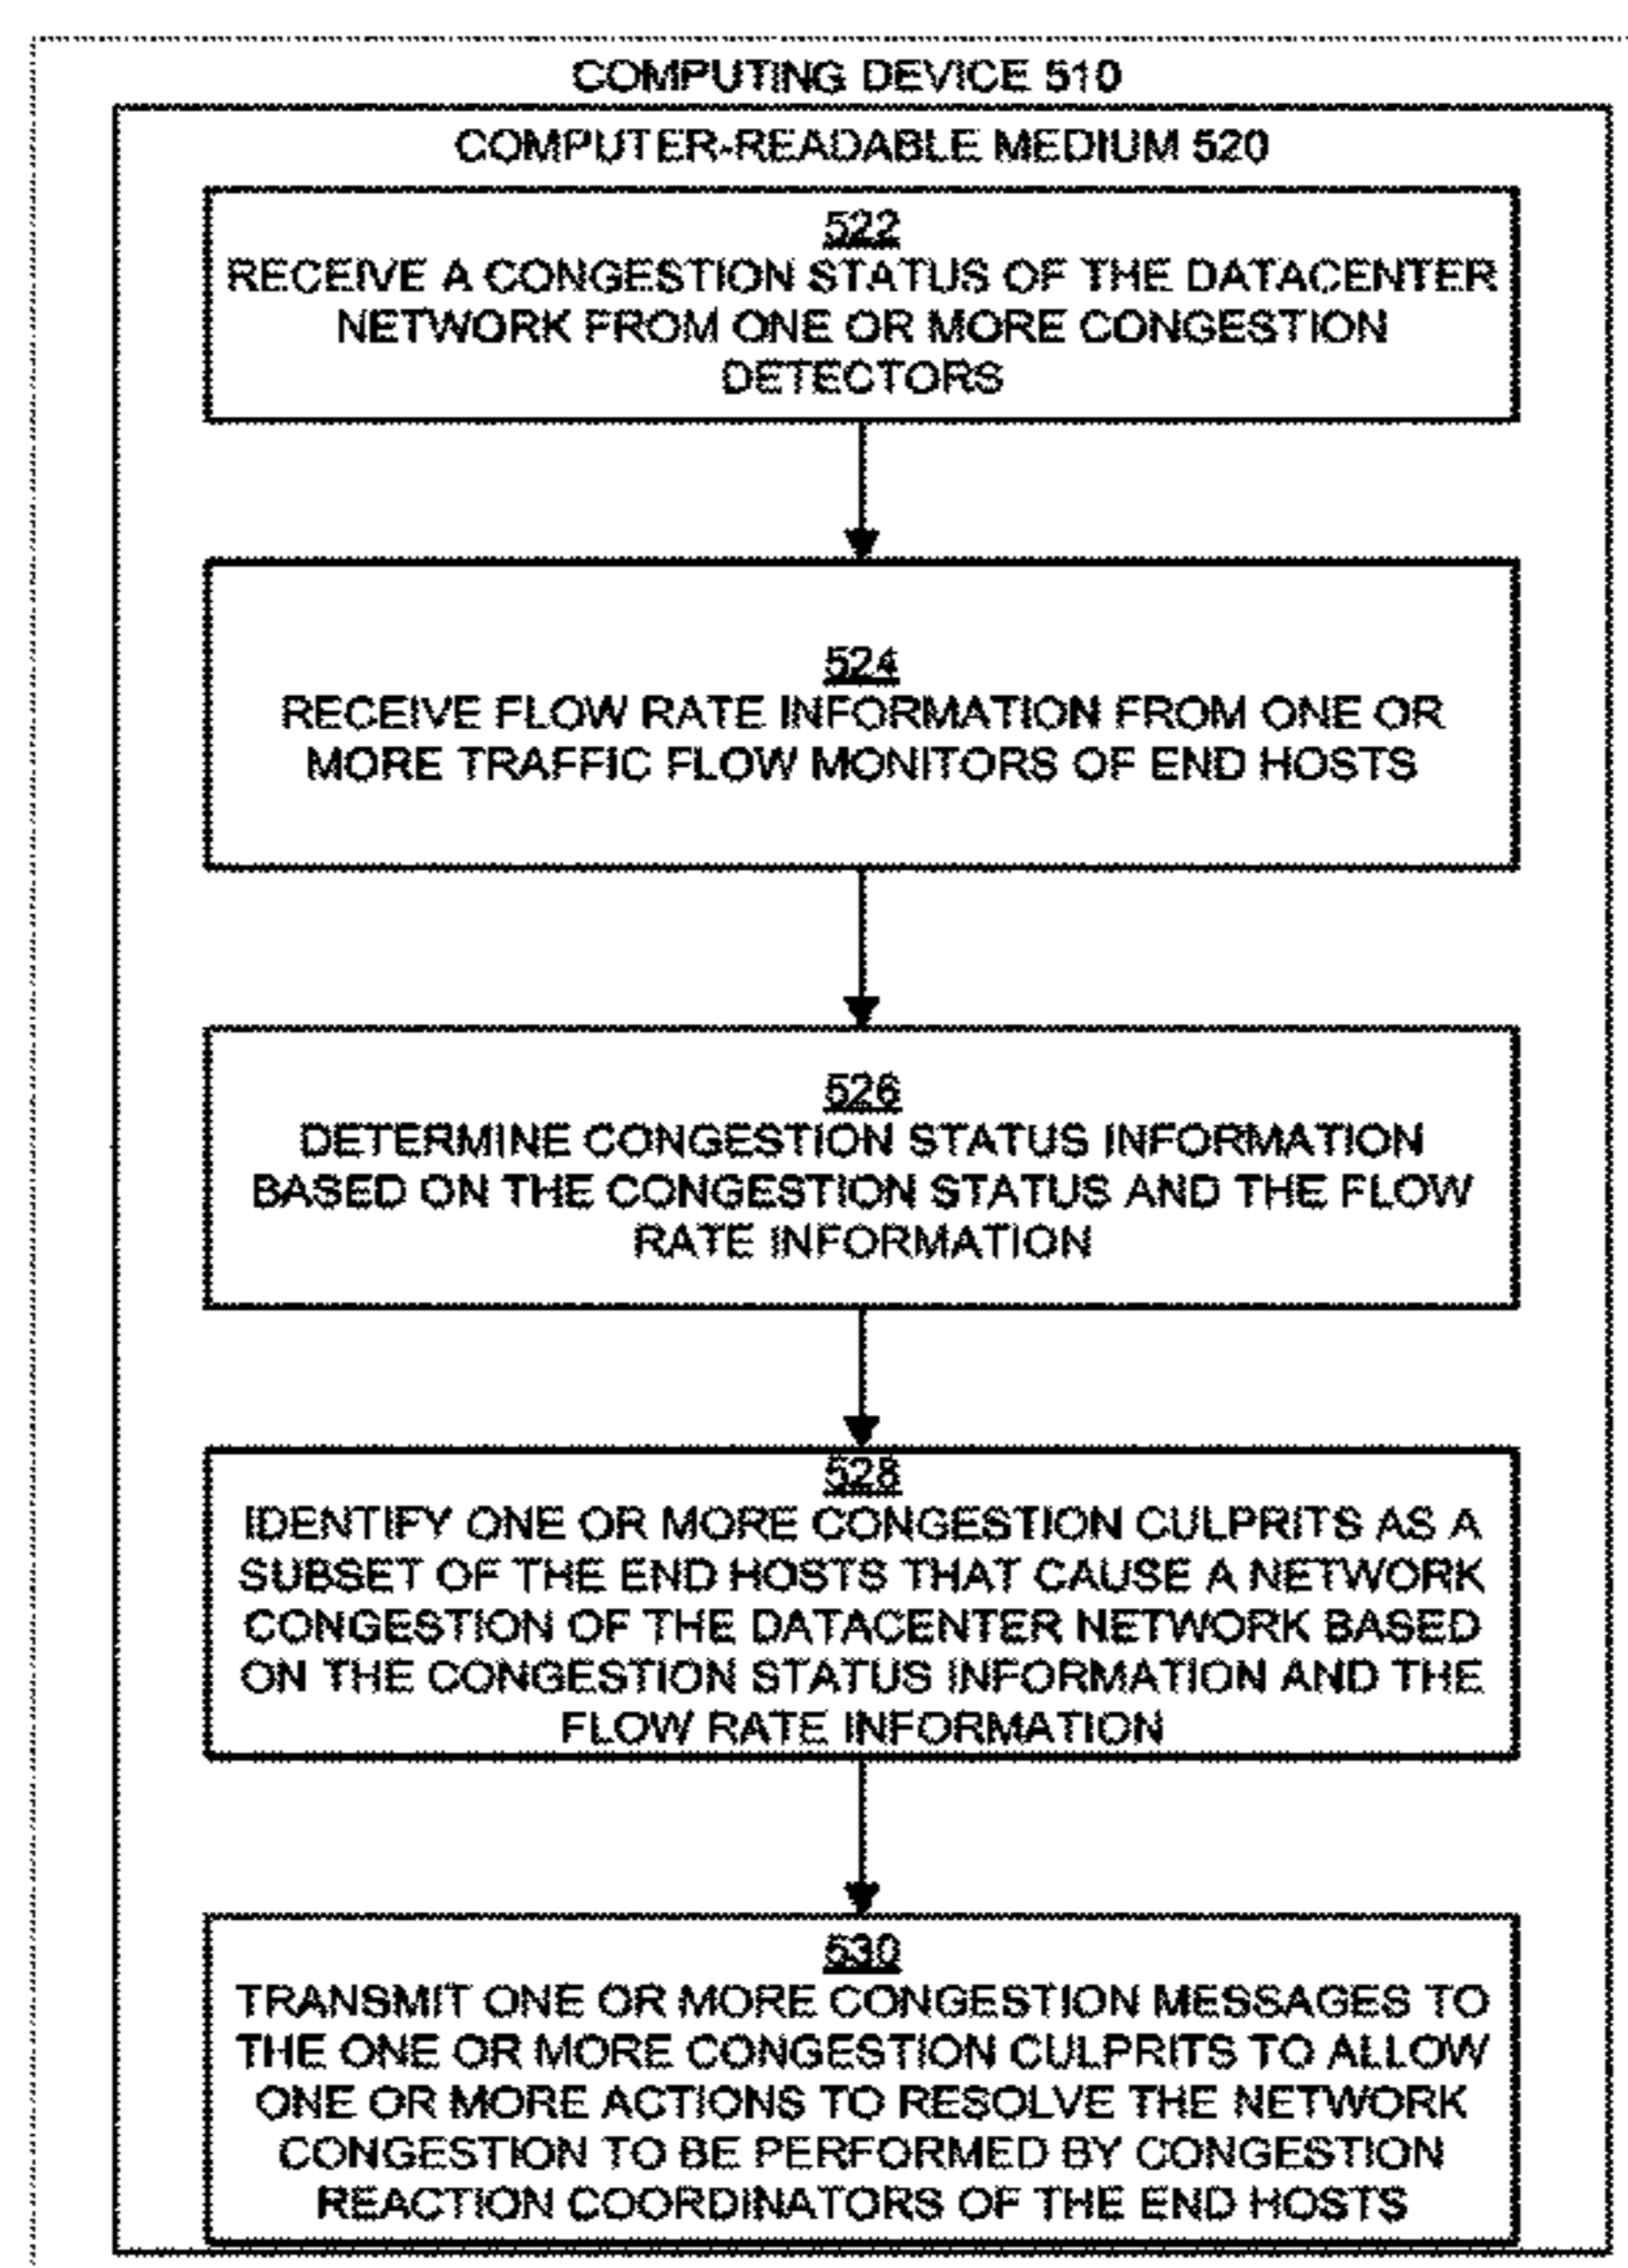 COMPUTING DEVICE 510
COMPUTER-READABLE MEDIUM 520
522
RECEIVE A CONGESTION STATUS OF THE DATACENTER
NETWORK FROM ONE OR MORE CONGESTION
DETECTORS
524
RECEIVE FLOW RATE INFORMATION FROM ONE OR
MORE TRAFFIC FLOW MONITORS OF END HOSTS
526
DETERMINE CONGESTION STATUS INFORMATION
BASED ON THE CONGESTION STATUS AND THE FLOW
RATE INFORMATION
528
IDENTIFY ONE OR MORE CONGESTION CULPRITS AS A
SUBSET OF THE END HOSTS THAT CAUSE A NETWORK
CONGESTION OF THE DATACENTER NETWORK BASED
ON THE CONGESTION STATUS INFORMATION AND THE
FLOW RATE INFORMATION
530
TRANSMIT ONE OR MORE CONGESTION MESSAGES TO
THE ONE OR MORE CONGESTION CULPRITS TO ALLOW
ONE OR MORE ACTIONS TO RESOLVE THE NETWORK
CONGESTION TO BE PERFORMED BY CONGESTION
REACTION COORDINATORS OF THE END HOSTS